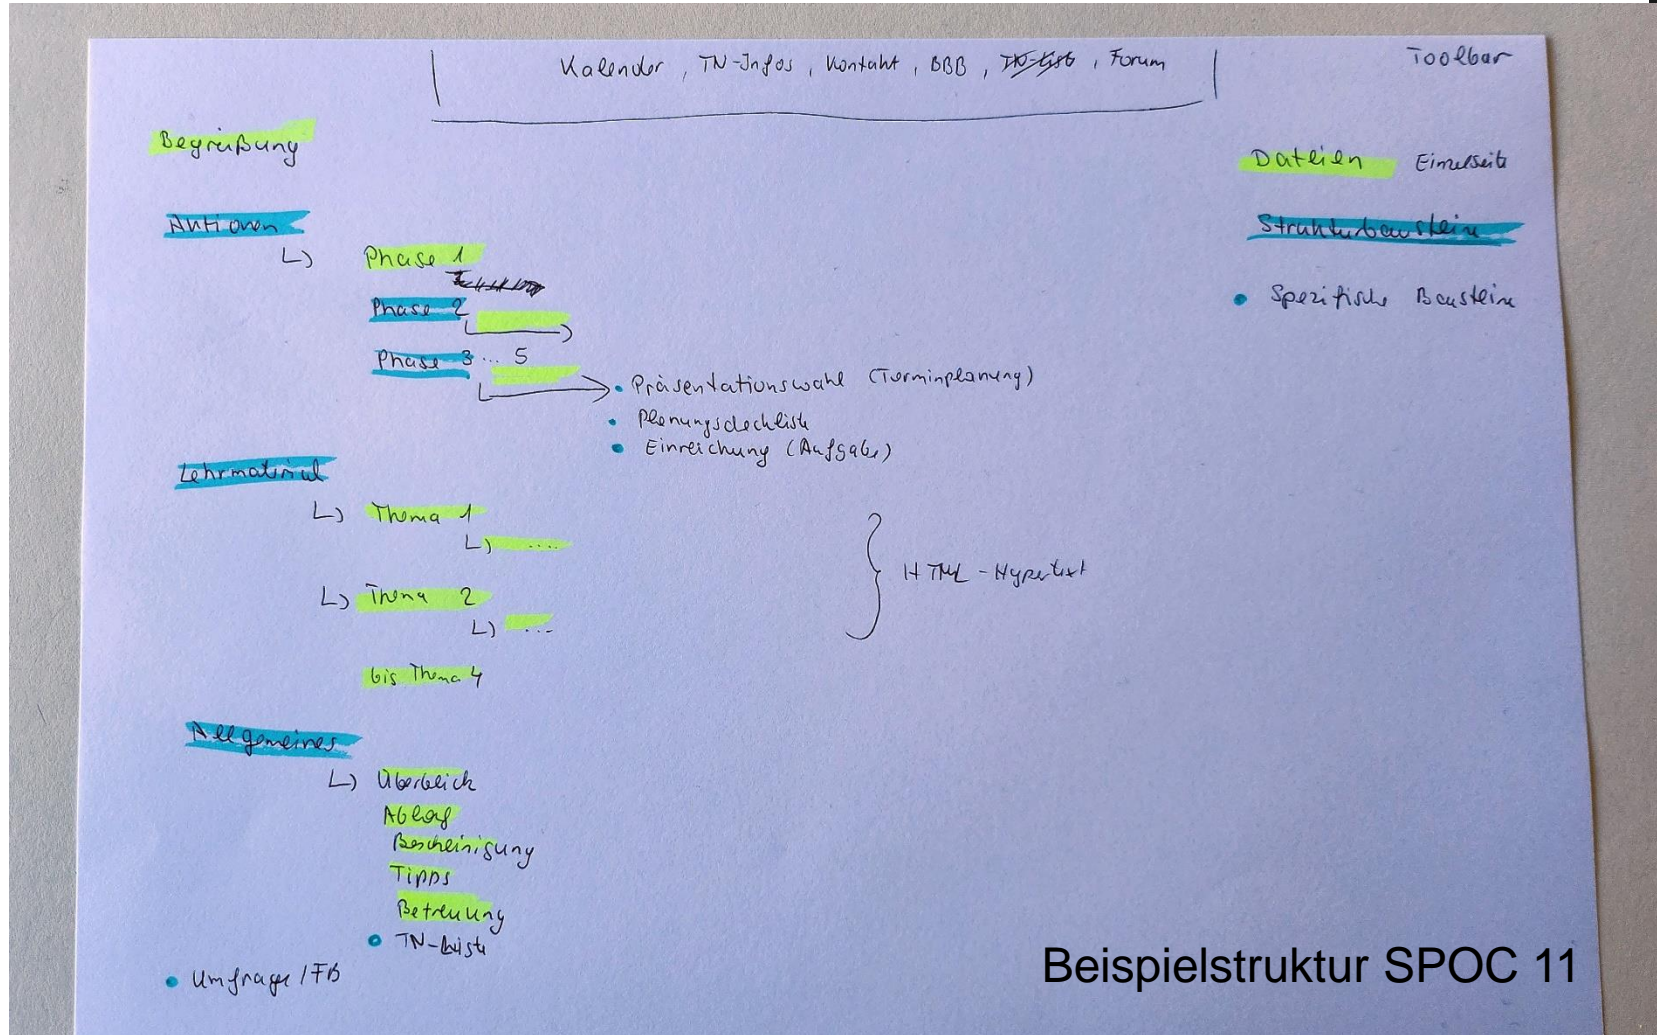 Kalender, TN-Infos, Kontakt, BBB, TN-List, Forum
Toolbar
Begrüßung
Dateien Einzelseite
Aktionen
Strukturbaustein
Phase 1
Spezifische Bausteine
Phase 2
Phase 3 ... 5
Präsentationswahl (Terminplanung)
Planungscheckliste
Einreichung (Aufgabe)
Lehrmaterial
Thema 1
....
HTML-Hypertext
Thema 2
...
bis Thema 4
Allgemeines
Überblick
Ablauf
Bescheinigung
Tipps
Betreuung
TN-Liste
Umfrage / FB
Beispielstruktur SPOC 11